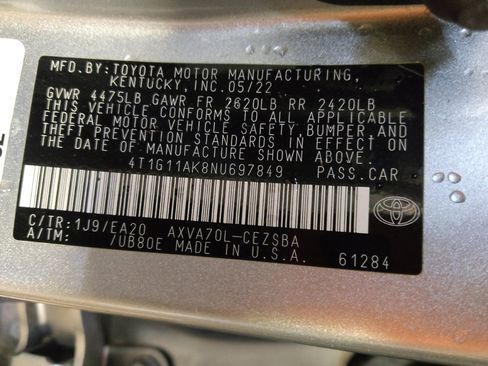 MFD.BY:TOYOTA MOTOR MANUFACTURING,
KENTUCKY,INC.05/22
GVWR 4475LB GAWR FR 2620LB RR 2420LB
THIS VEHICLE CONFORMS TO ALL APPLICABLE
FEDERAL MOTOR VEHICLE SAFETY,BUMPER,AND
THEFT PREVENTION STANDARDS IN EFFECT ON
THE DATE OF MANUFACTURE SHOWN ABOVE.
4T1G11AK8NU697849 PASS.CAR
C/TR:1J9/EA20 AXVA70L-CEZSBA
A/TM: /UB80E MADE IN U.S.A. 61284